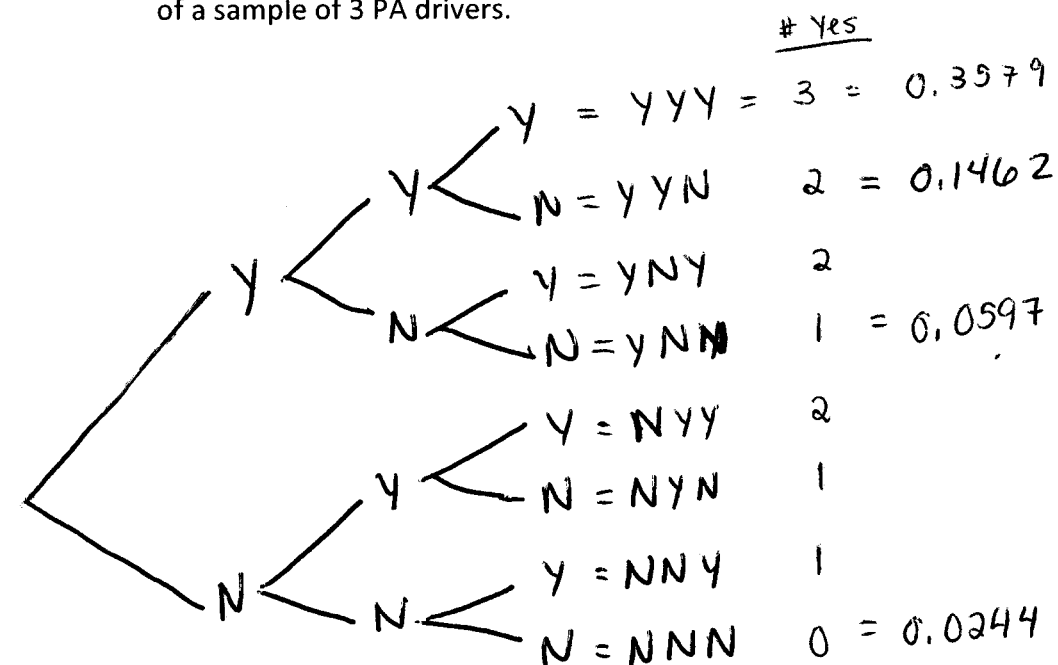 of a sample of 3 PA drivers.
# Yes
Y = YYY = 3 = 0.3579
Y N = YYN 2 = 0.1462
Y Y = YNY 2
N N = YNN 1 = 0.0597
Y = NYY 2
Y N = NYN 1
N Y = NNY 1
N N = NNN 0 = 0.0244